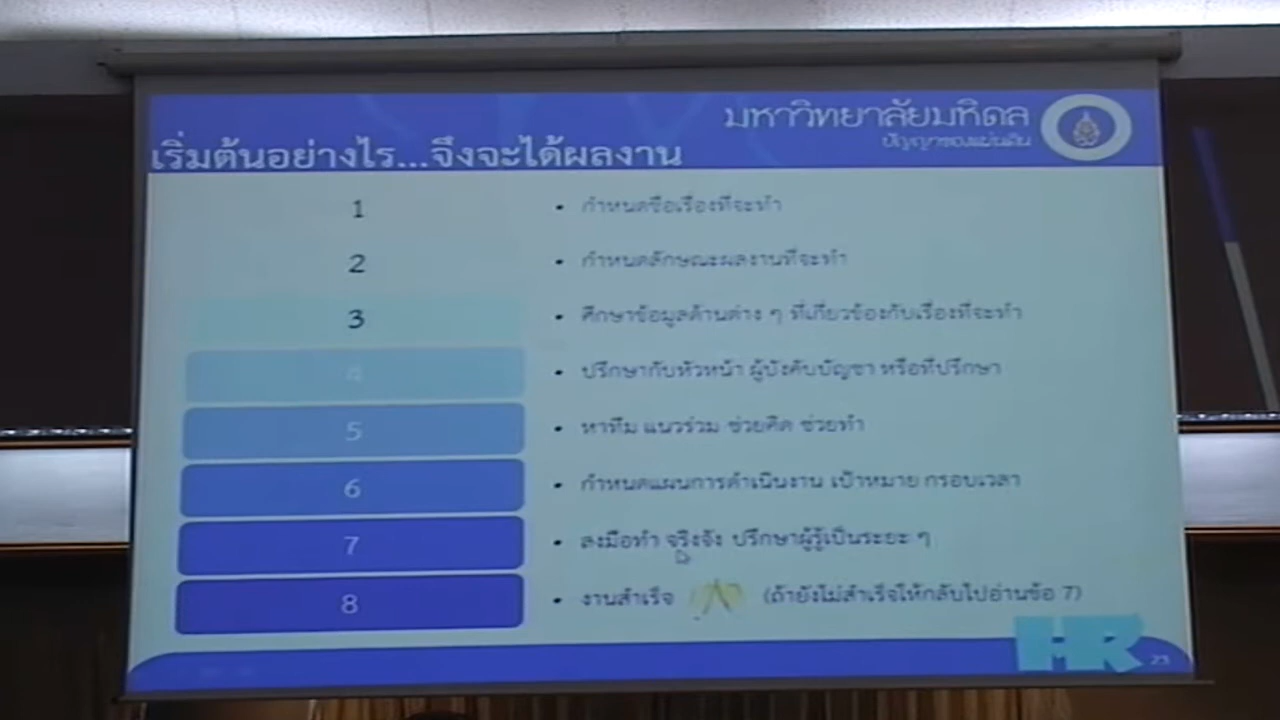 มหาวิทยาลัยมหิดล
ปัญญาของแผ่นดิน
เริ่มต้นอย่างไร...จึงจะได้ผลงาน
1 • กำหนดชื่อเรื่องที่จะทำ
2 • กำหนดลักษณะผลงานที่จะทำ
3 • ศึกษาข้อมูลด้านต่าง ๆ ที่เกี่ยวข้องกับเรื่องที่จะทำ
4 • ปรึกษากับหัวหน้า ผู้บังคับบัญชา หรือที่ปรึกษา
5 • หาทีม แนวร่วม ช่วยคิด ช่วยทำ
6 • กำหนดแผนการดำเนินงาน เป้าหมาย กรอบเวลา
7 • ลงมือทำ จริงจัง ปรึกษาผู้รู้เป็นระยะ ๆ
8 • งานสำเร็จ (ถ้ายังไม่สำเร็จให้กลับไปอ่านข้อ 7)
HR
23